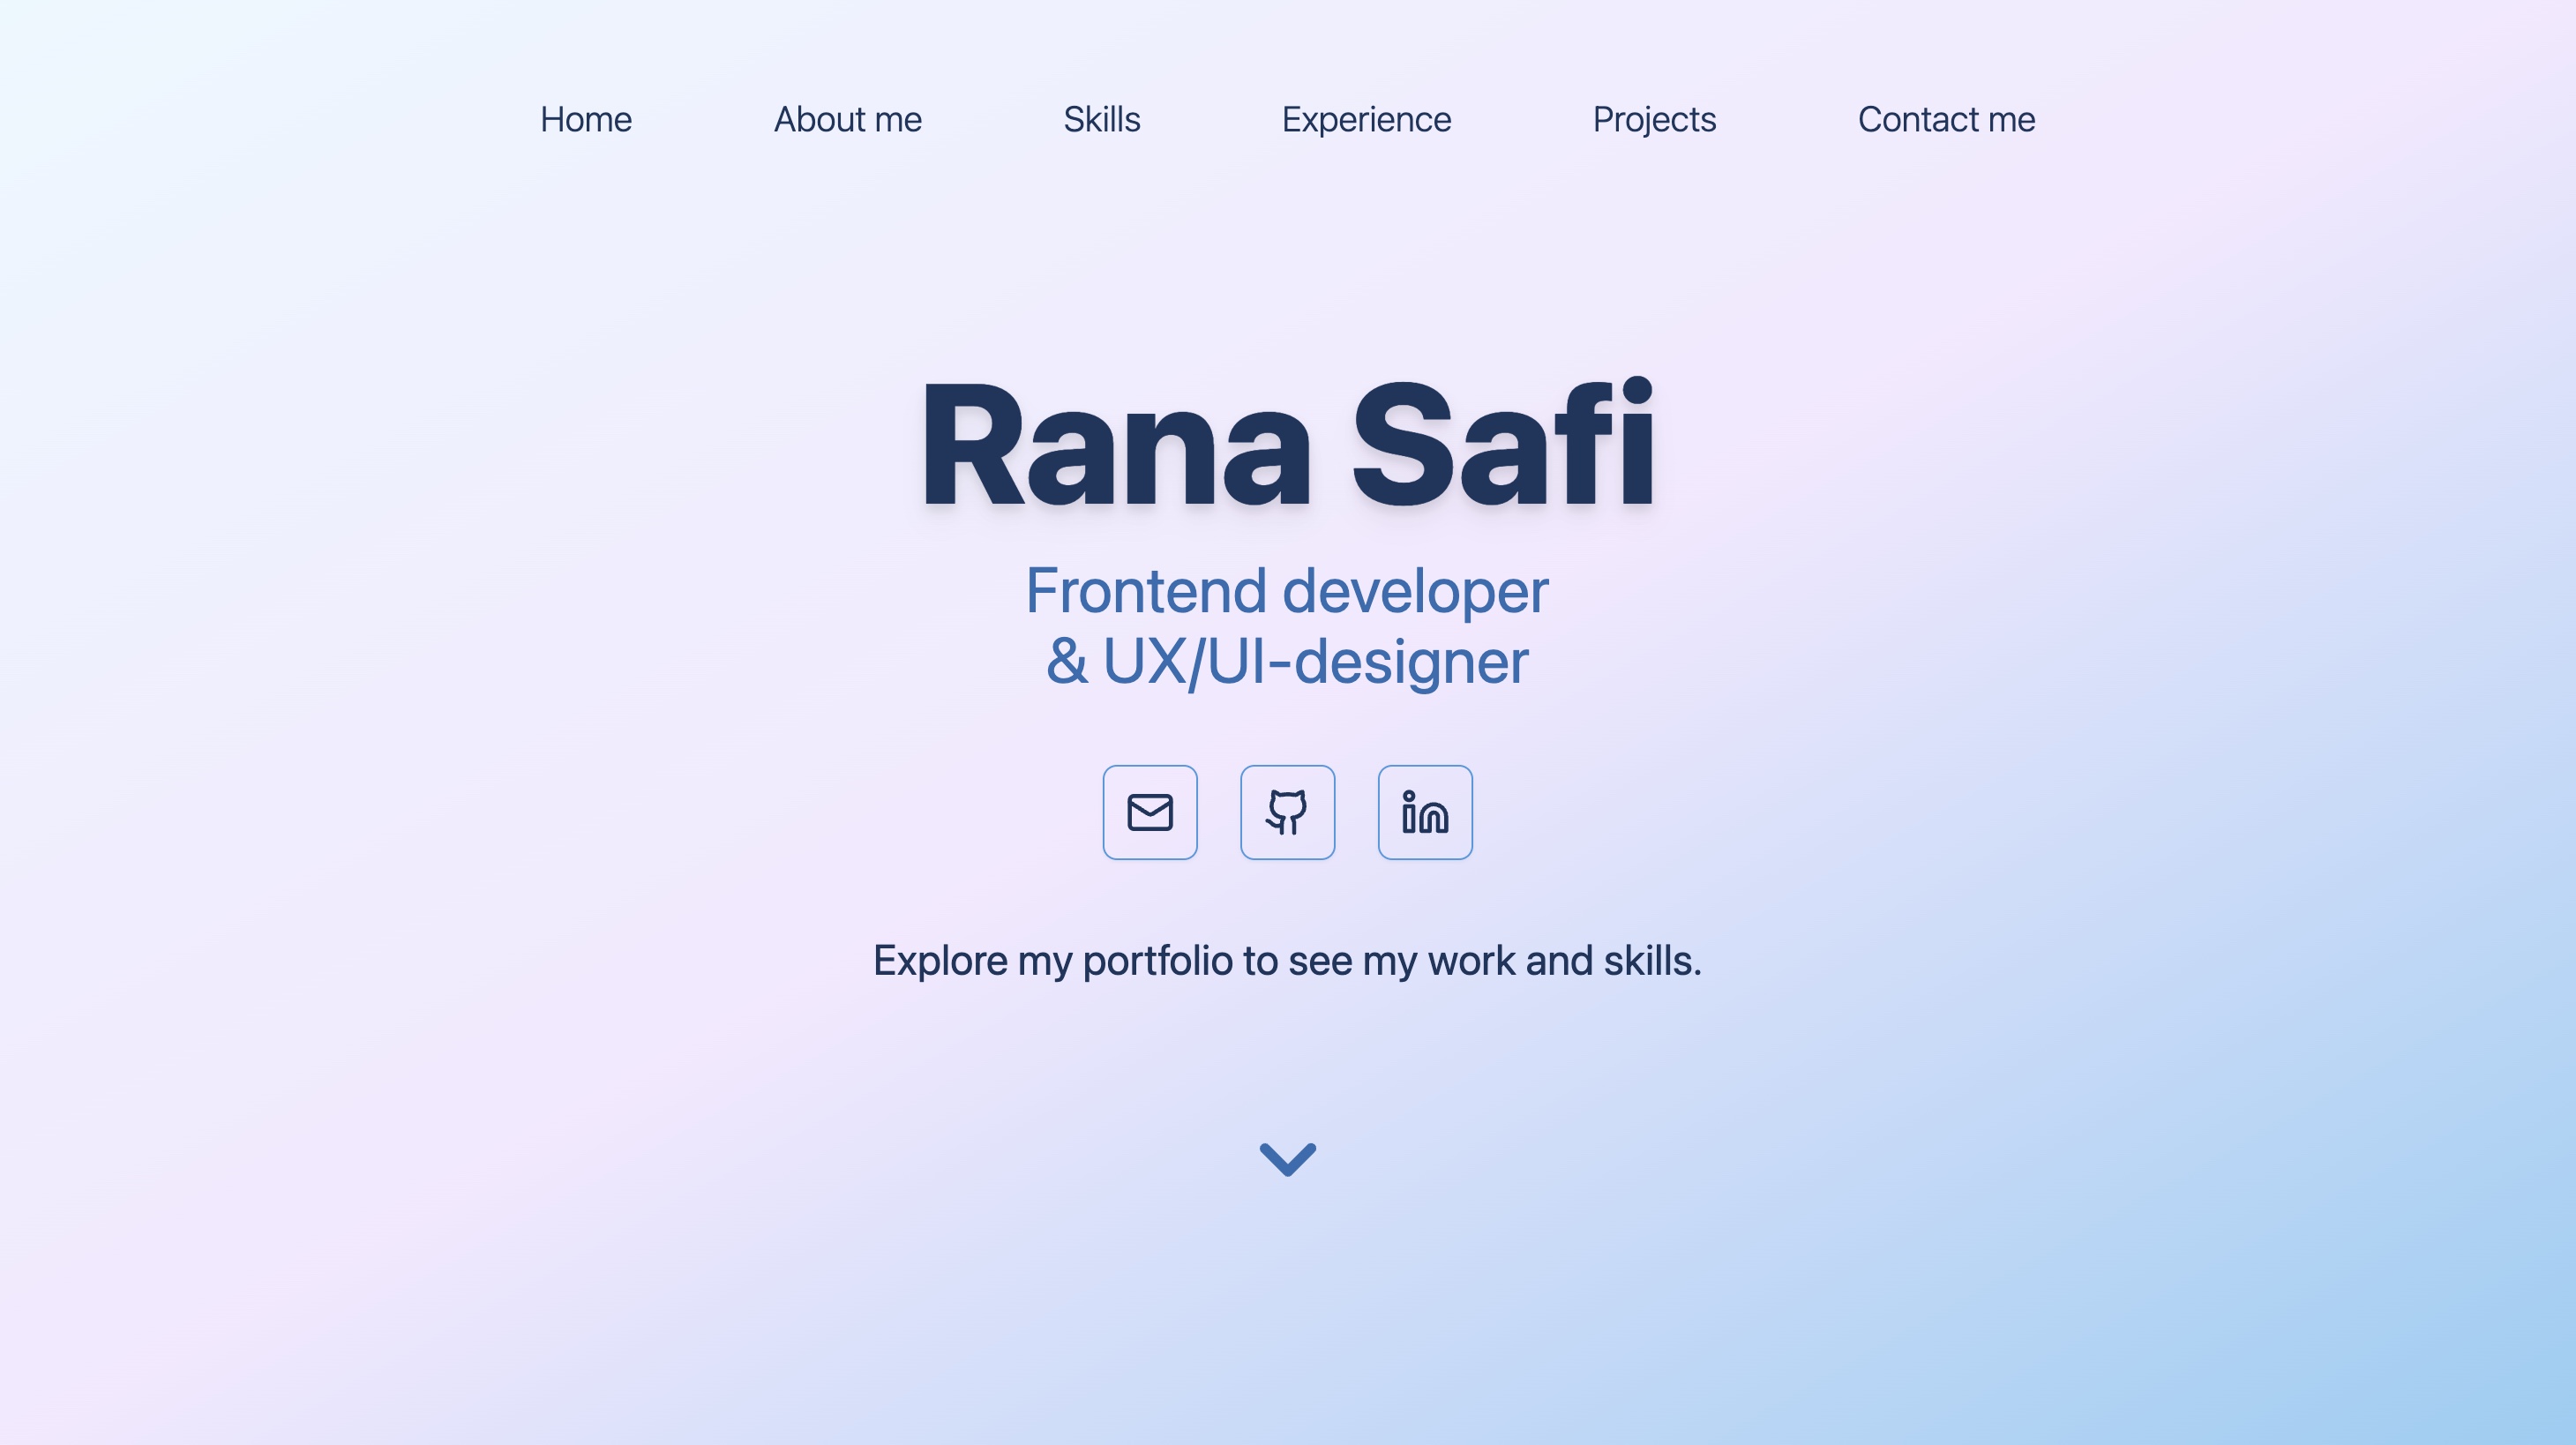 Home About me Skills Experience Projects Contact me
Rana Safi
Frontend developer
& UX/UI-designer
Explore my portfolio to see my work and skills.